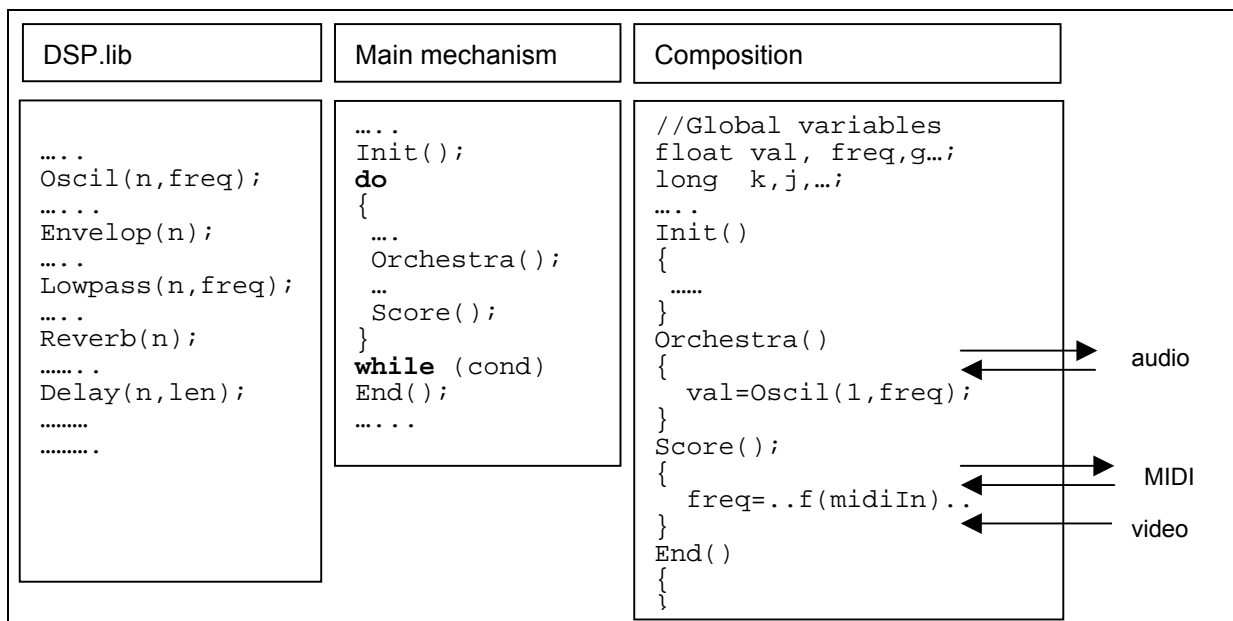 DSP.lib
…..
Oscil(n,freq);
…...
Envelop(n);
…..
Lowpass(n,freq);
…..
Reverb(n);
……..
Delay(n,len);
………
……….
Main mechanism
…..
Init();
do
{
….
Orchestra();
…
Score();
}
while (cond)
End();
…...
Composition
//Global variables
float val, freq,g…;
long  k,j,…;
…..
Init()
{
……
}
Orchestra()
{
val=Oscil(1,freq);
}
Score();
{
freq=..f(midiIn)..
}
End()
{
}
audio
MIDI
video